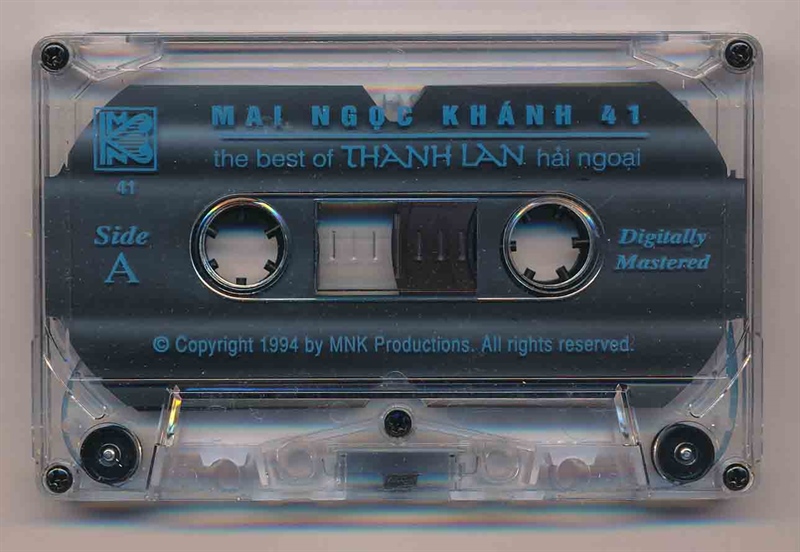 MAI NGỌC KHÁNH 41
the best of THANH LAN hải ngoại
MNK
41
Side
A
Digitally
Mastered
© Copyright 1994 by MNK Productions. All rights reserved.